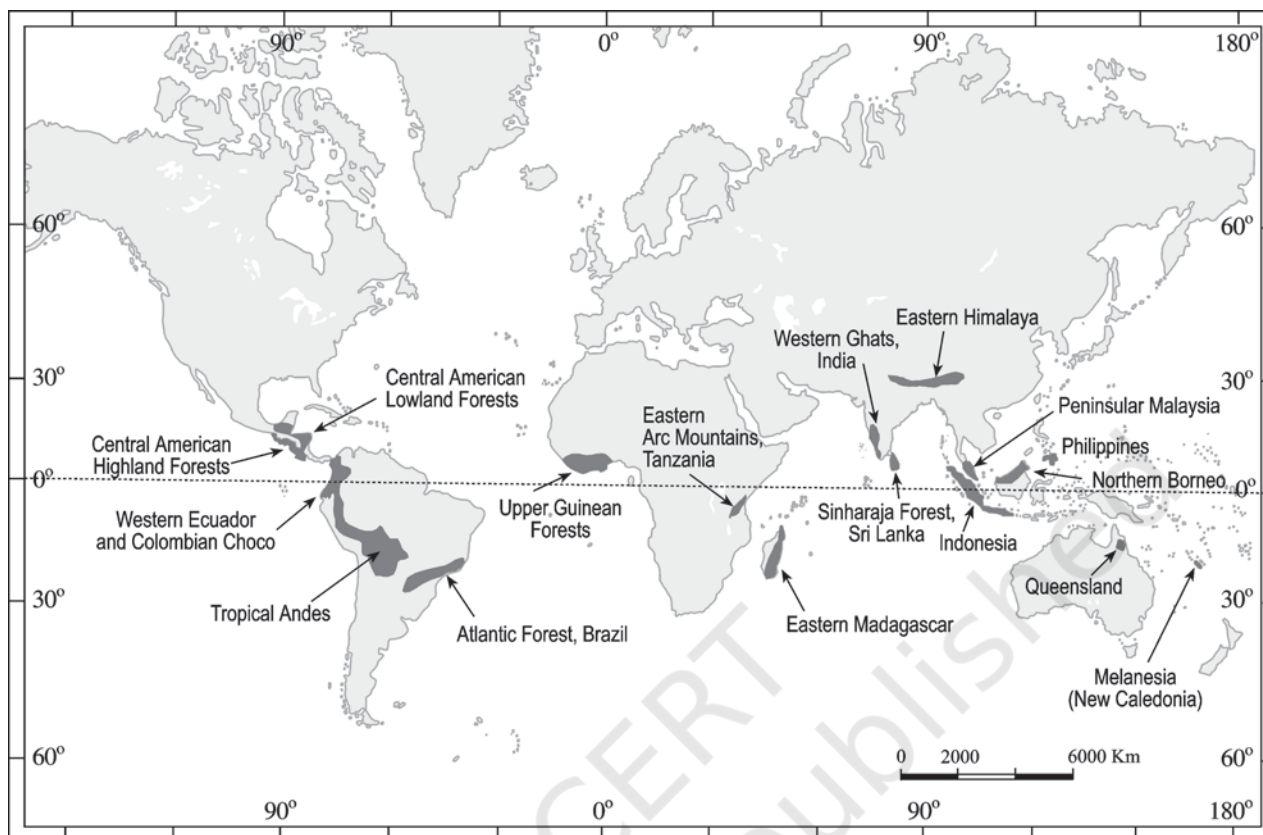 90° 0° 90° 180°
60° 60°
Eastern Himalaya
Western Ghats,
India
30° 30°
Central American
Lowland Forests
Peninsular Malaysia
Eastern
Arc Mountains,
Tanzania
Central American
Highland Forests
Philippines
Northern Borneo
0° 0°
Upper Guinean
Forests
Sinharaja Forest,
Sri Lanka
Indonesia
Western Ecuador
and Colombian Choco
Queensland
30° 30°
Tropical Andes
Atlantic Forest, Brazil
Eastern Madagascar
Melanesia
(New Caledonia)
60° 60°
0 2000 6000 Km
90° 0° 90° 180°
CERT
published